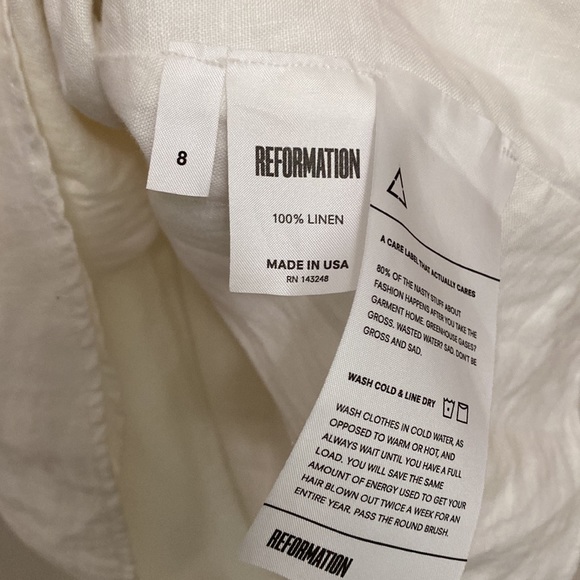 8
REFORMATION
100% LINEN
MADE IN USA
RN 143248
A CARE LABEL THAT ACTUALLY CARES
80% OF THE NASTY STUFF ABOUT
FASHION HAPPENS AFTER YOU TAKE THE
GARMENT HOME. GREENHOUSE GASES?
GROSS. WASTED WATER? SAD. DON'T BE
GROSS AND SAD.
WASH COLD & LINE DRY
WASH CLOTHES IN COLD WATER, AS
OPPOSED TO WARM OR HOT, AND
ALWAYS WAIT UNTIL YOU HAVE A FULL
LOAD. YOU WILL SAVE THE SAME
AMOUNT OF ENERGY USED TO GET YOUR
HAIR BLOWN OUT TWICE A WEEK FOR AN
ENTIRE YEAR. PASS THE ROUND BRUSH.
REFORMATION